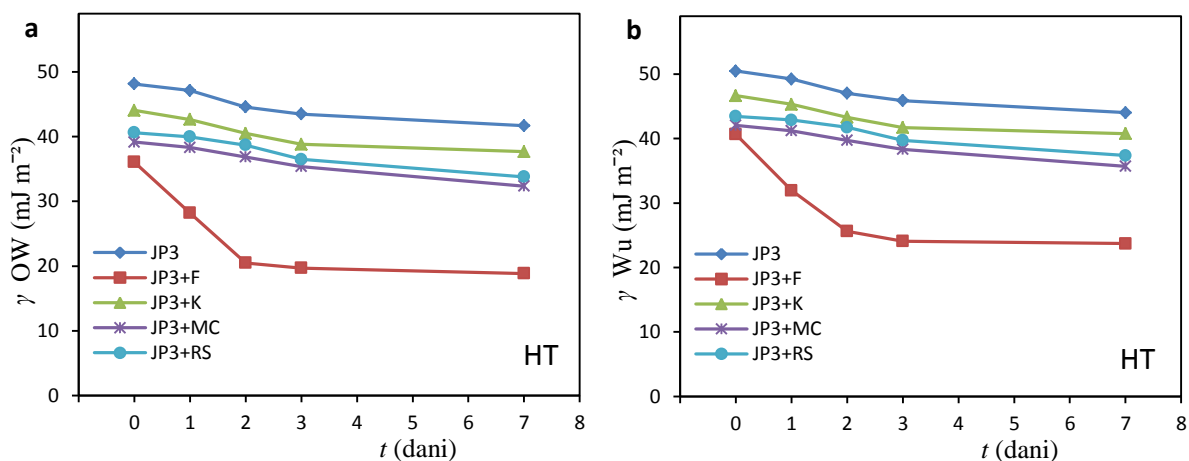 a
γ OW (mJ m⁻²)
50
40
30
20
10
0
JP3
JP3+F
JP3+K
JP3+MC
JP3+RS
HT
0 1 2 3 4 5 6 7 8
t (dani)
b
γ Wu (mJ m⁻²)
50
40
30
20
10
0
JP3
JP3+F
JP3+K
JP3+MC
JP3+RS
HT
0 1 2 3 4 5 6 7 8
t (dani)